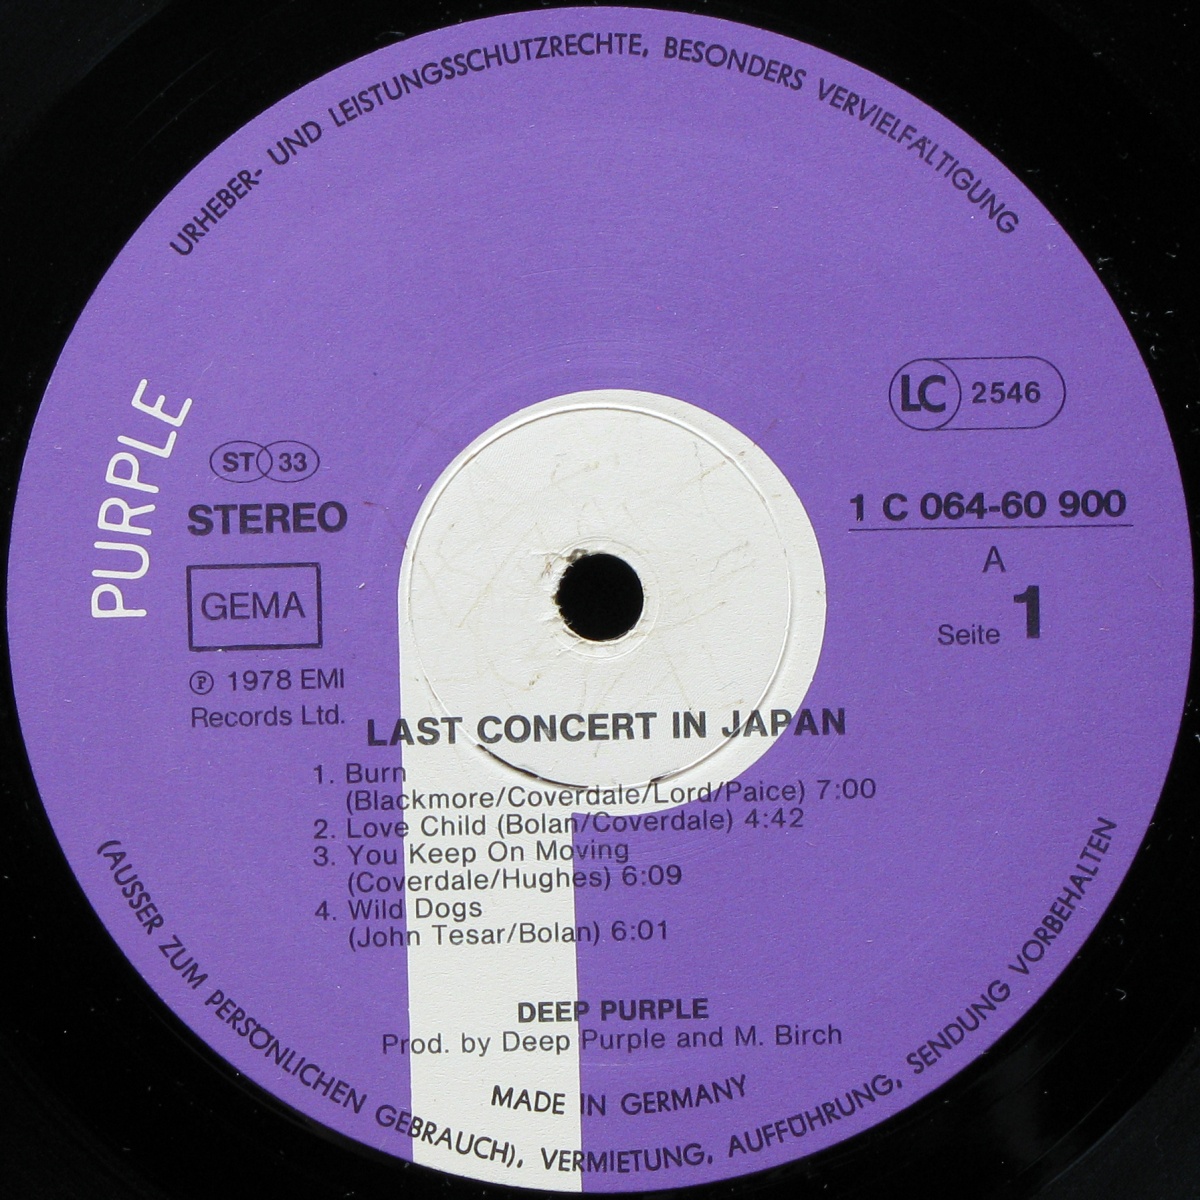 URHEBER- UND LEISTUNGSSCHUTZRECHTE, BESONDERS VERVIELFÄLTIGUNG
PURPLE
ST 33
STEREO
GEMA
℗ 1978 EMI
Records Ltd.
LC 2546
1 C 064-60 900
A
Seite 1
LAST CONCERT IN JAPAN
1. Burn
(Blackmore/Coverdale/Lord/Paice) 7:00
2. Love Child (Bolan/Coverdale) 4:42
3. You Keep On Moving
(Coverdale/Hughes) 6:09
4. Wild Dogs
(John Tesar/Bolan) 6:01
DEEP PURPLE
Prod. by Deep Purple and M. Birch
MADE IN GERMANY
(AUSSER ZUM PERSÖNLICHEN GEBRAUCH), VERMIETUNG, AUFFÜHRUNG, SENDUNG VORBEHALTEN